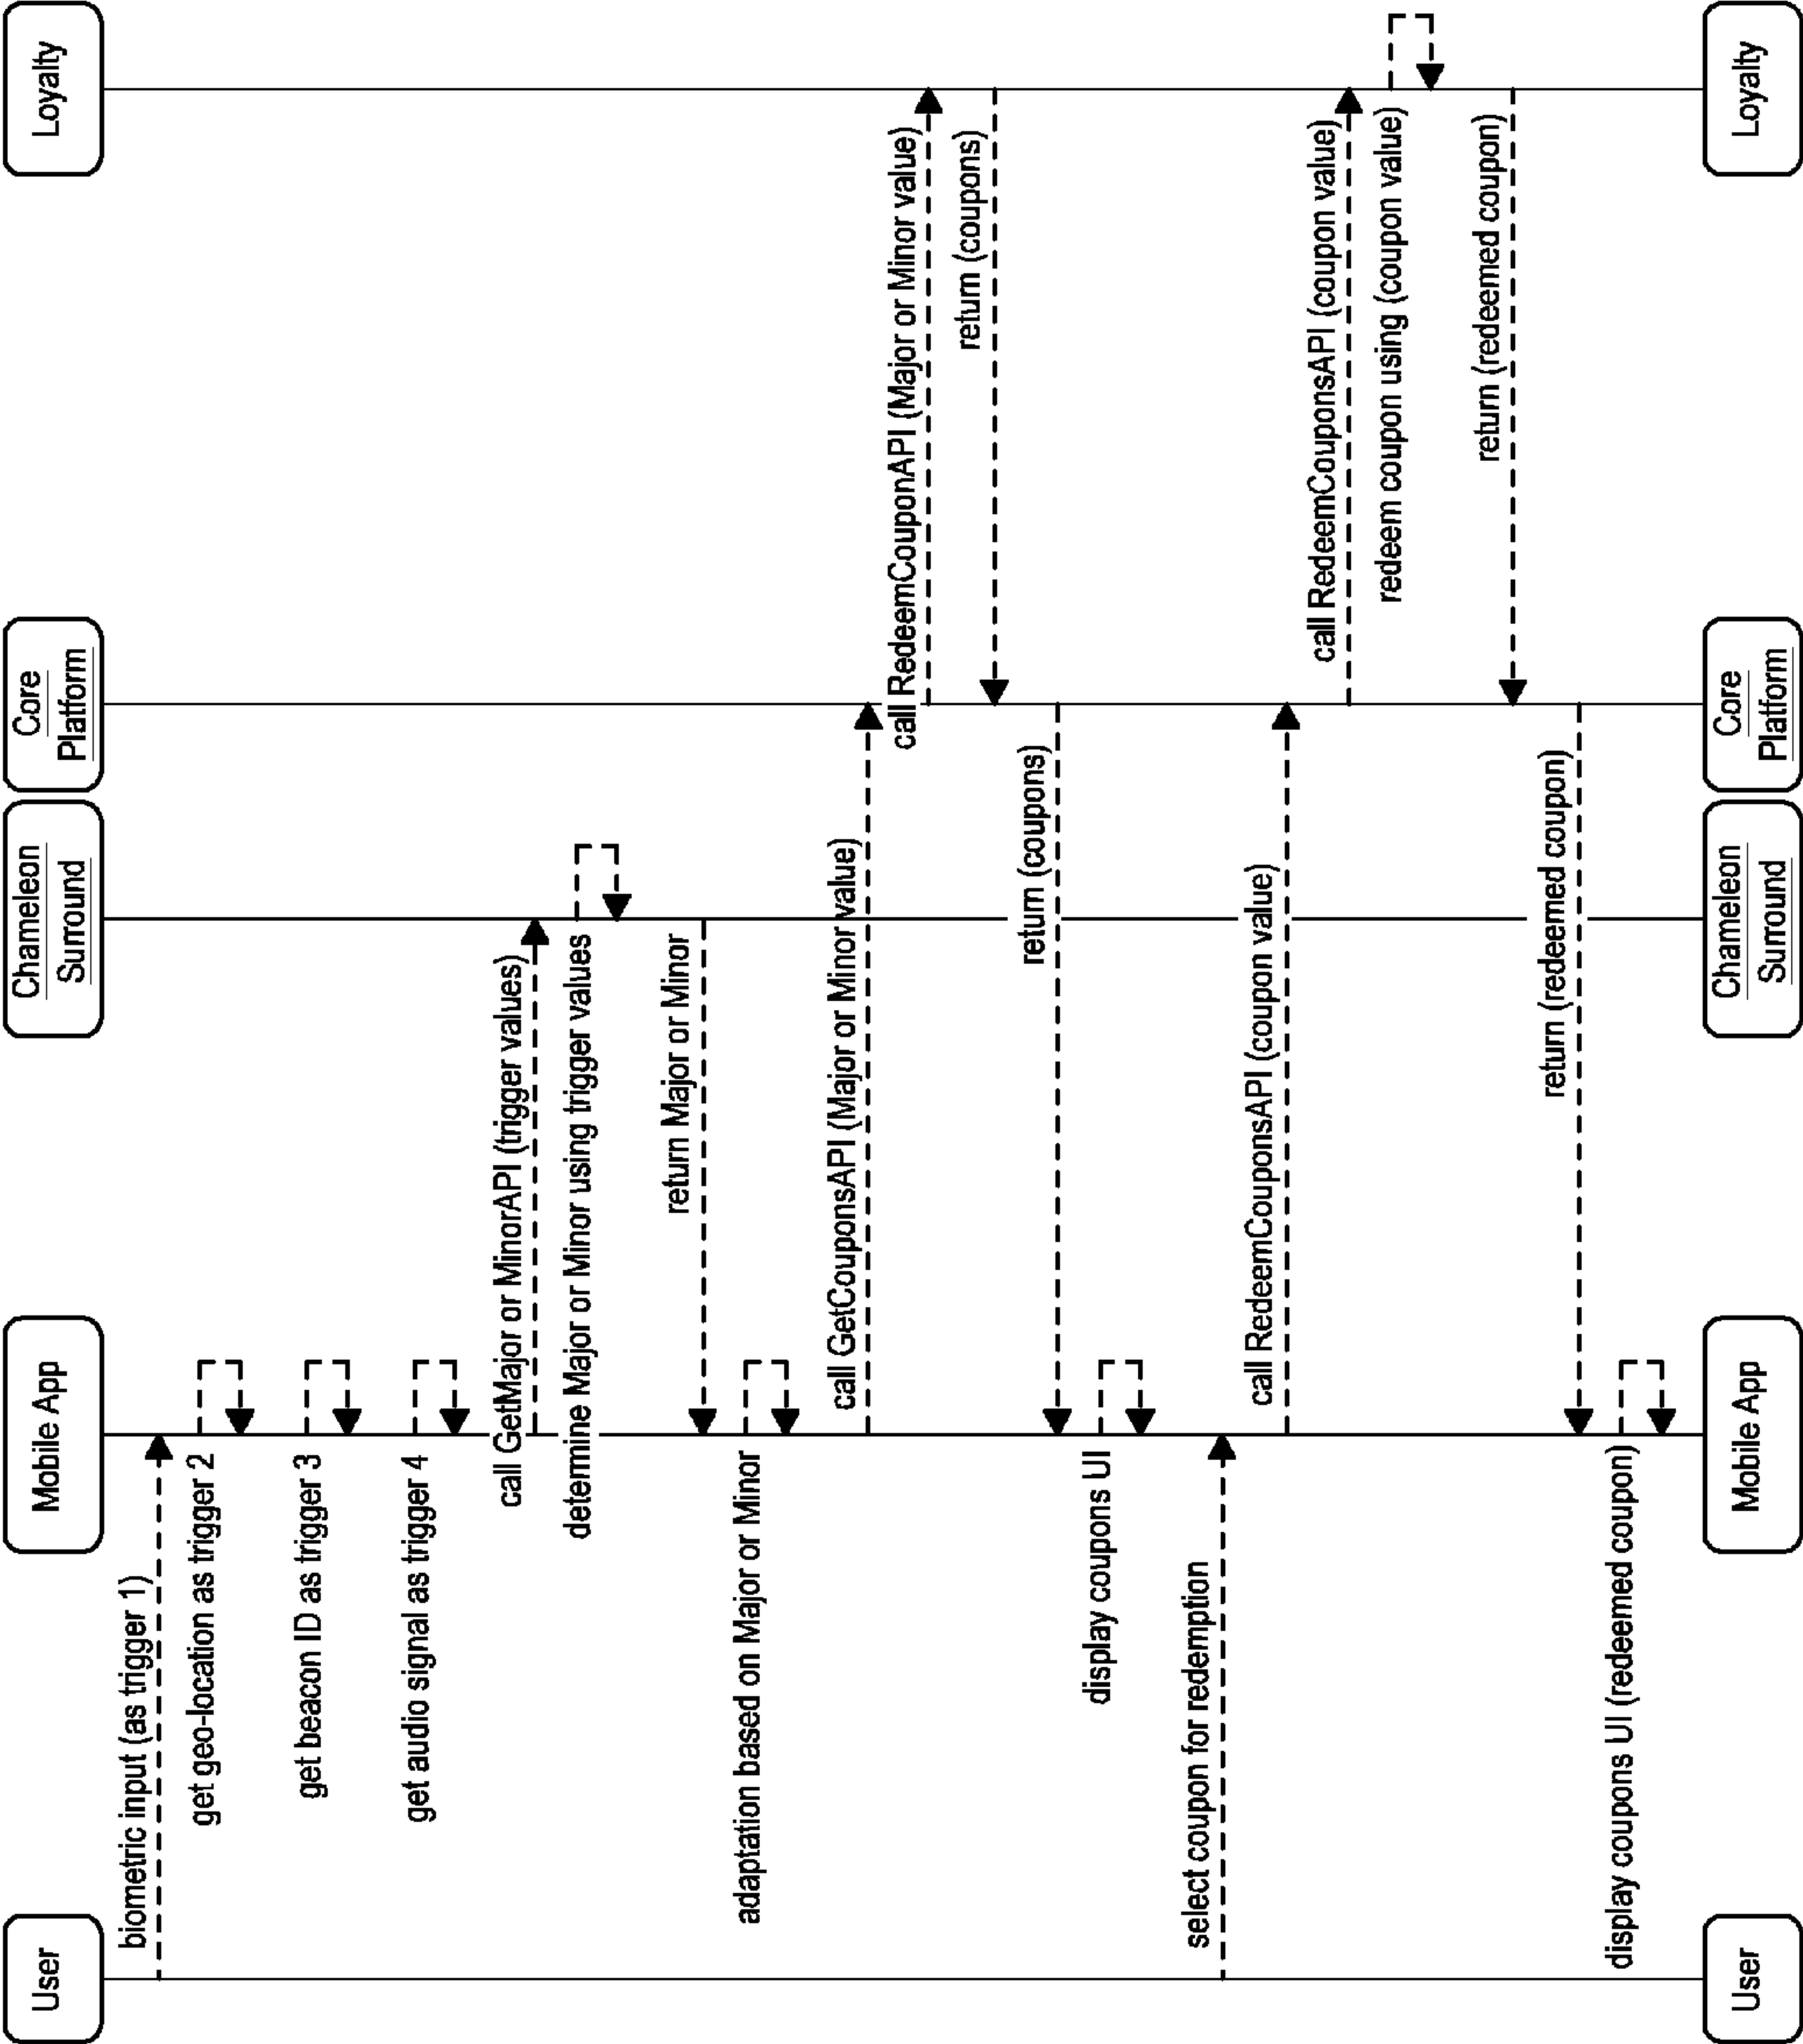 User
Mobile App
Chameleon
Surround
Core
Platform
Loyalty
biometric input (as trigger 1)
get geo-location as trigger 2
get beacon ID as trigger 3
get audio signal as trigger 4
call GetMajor or MinorAPI (trigger values)
determine Major or Minor using trigger values
return Major or Minor
adaptation based on Major or Minor
call GetCouponsAPI (Major or Minor value)
call RedeemCouponAPI (Major or Minor value)
return (coupons)
return (coupons)
display coupons UI
select coupon for redemption
call RedeemCouponsAPI (coupon value)
call RedeemCouponsAPI (coupon value)
redeem coupon using (coupon value)
return (redeemed coupon)
return (redeemed coupon)
display coupons UI (redeemed coupon)
User
Mobile App
Chameleon
Surround
Core
Platform
Loyalty